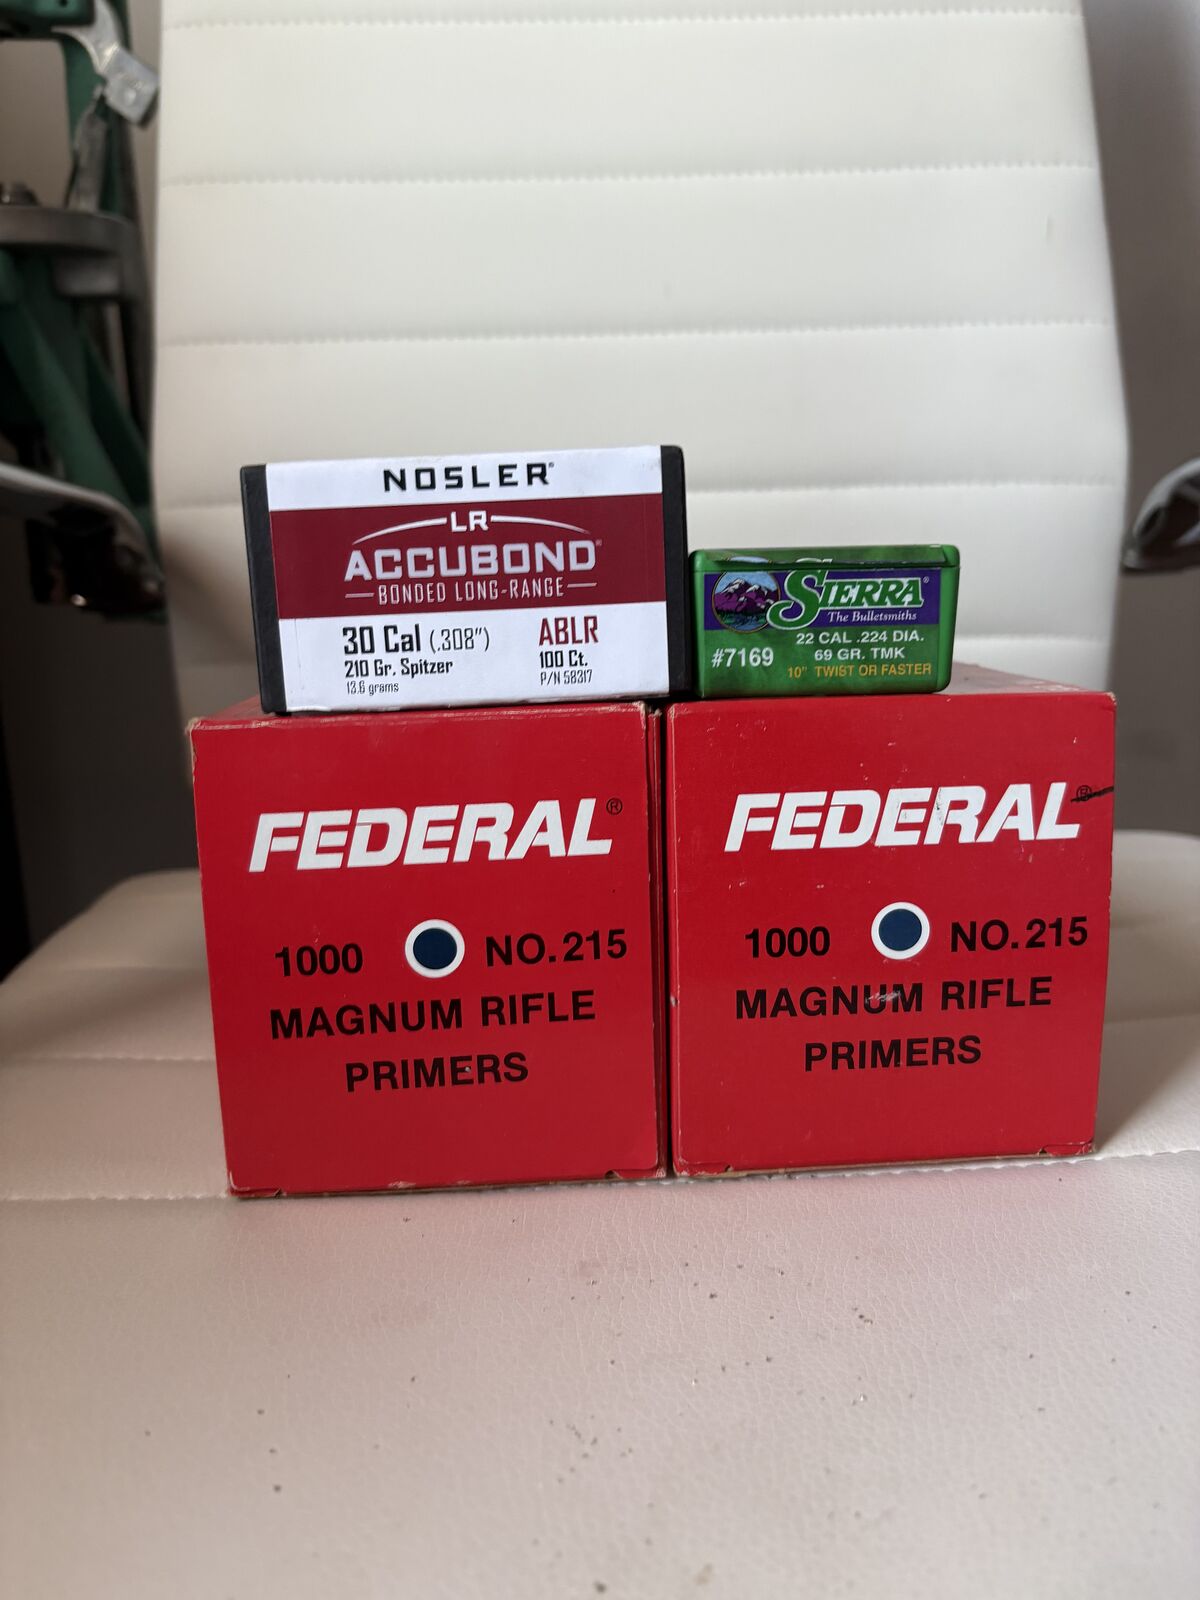 NOSLER®
LR
ACCUBOND®
BONDED LONG-RANGE
30 Cal (.308")
210 Gr. Spitzer
13.6 grams
ABLR
100 Ct.
P/N 58317
SIERRA®
The Bulletsmiths
#7169
22 CAL .224 DIA.
69 GR. TMK
10" TWIST OR FASTER
FEDERAL®
1000 NO. 215
MAGNUM RIFLE
PRIMERS
FEDERAL®
1000 NO. 215
MAGNUM RIFLE
PRIMERS